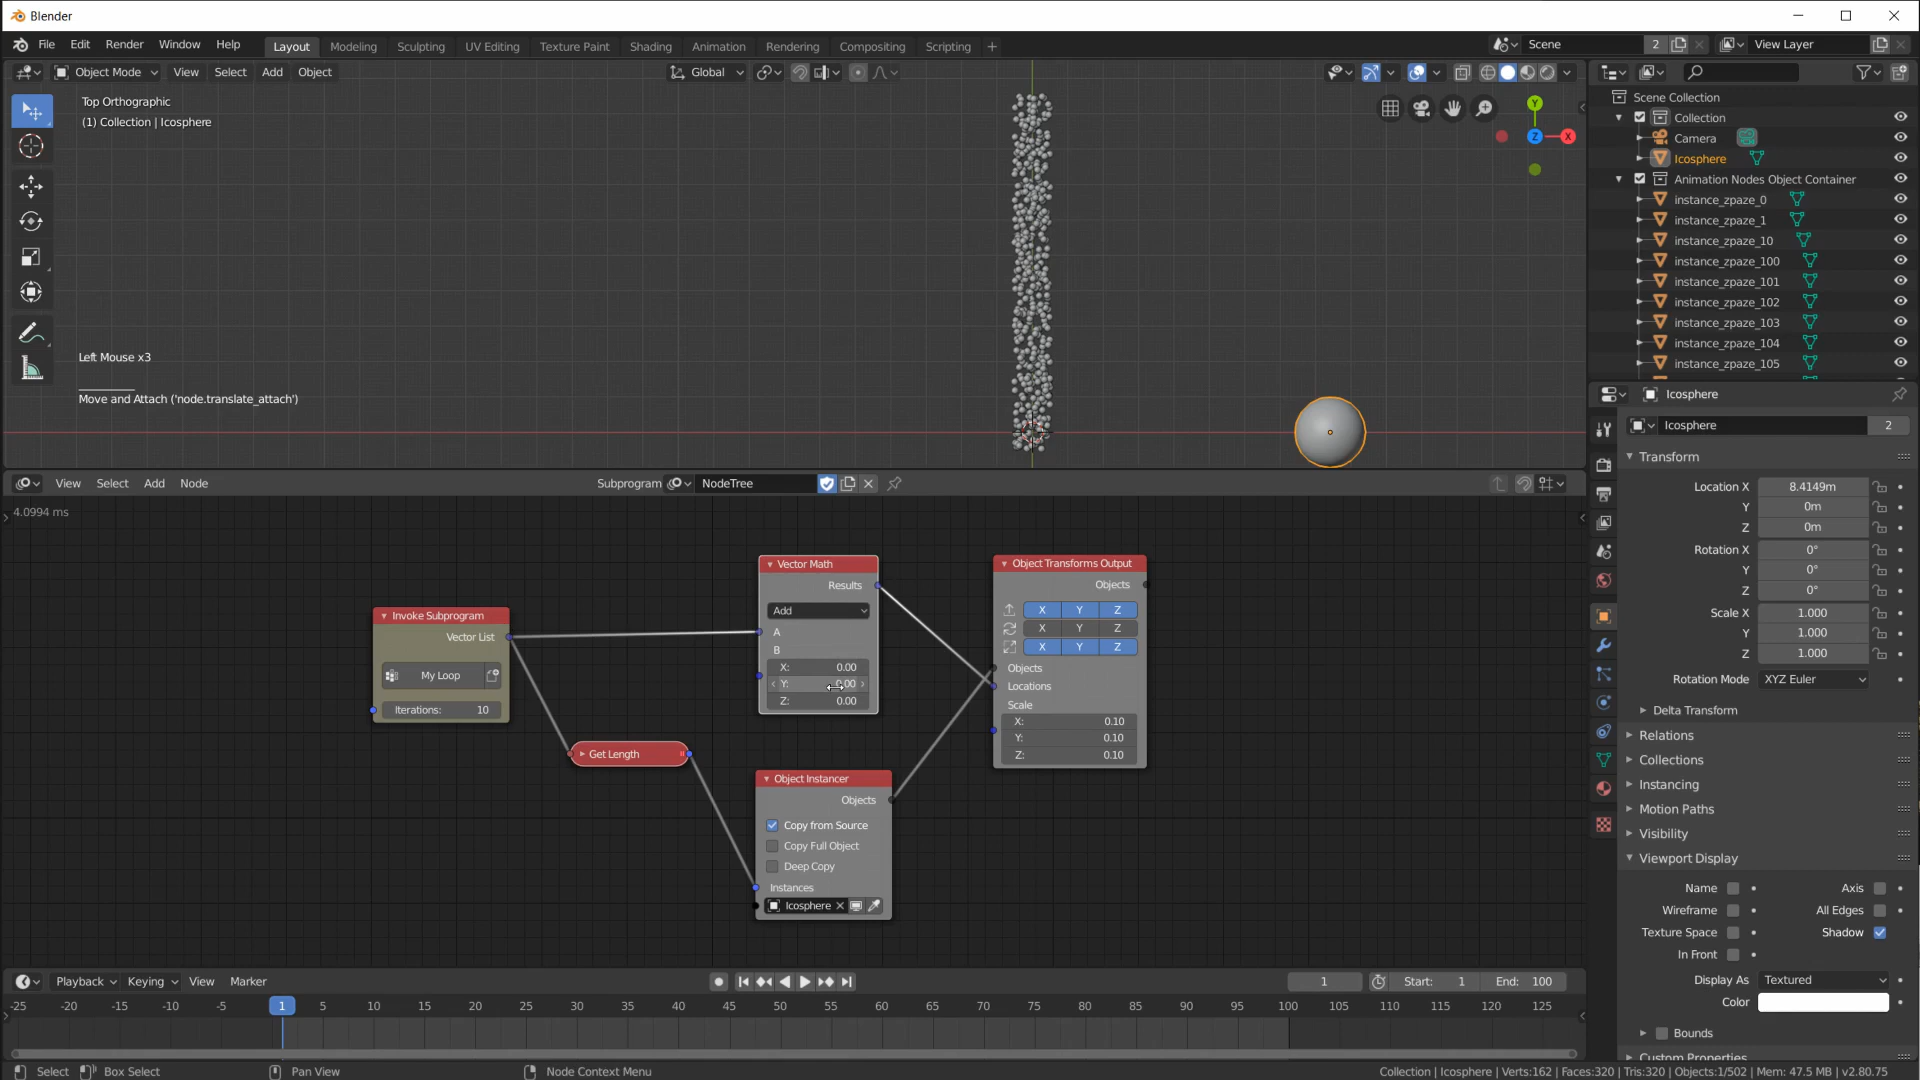 Blender
File Edit Render Window Help Layout Modeling Sculpting UV Editing Texture Paint Shading Animation Rendering Compositing Scripting + Scene 2 View Layer
Object Mode View Select Add Object Global
Top Orthographic
(1) Collection | Icosphere
Y
Z
X
Left Mouse x3
Move and Attach ('node.translate_attach')
Scene Collection
Collection
Camera
Icosphere
Animation Nodes Object Container
instance_zpaze_0
instance_zpaze_1
instance_zpaze_10
instance_zpaze_100
instance_zpaze_101
instance_zpaze_102
instance_zpaze_103
instance_zpaze_104
instance_zpaze_105
Icosphere
Icosphere 2
Transform
Location X 8.4149m
Y 0m
Z 0m
Rotation X 0°
Y 0°
Z 0°
Scale X 1.000
Y 1.000
Z 1.000
Rotation Mode XYZ Euler
Delta Transform
Relations
Collections
Instancing
Motion Paths
Visibility
Viewport Display
Name Axis
Wireframe All Edges
Texture Space Shadow
In Front
Display As Textured
Color
Bounds
Custom Properties
View Select Add Node Subprogram NodeTree
4.0994 ms
Invoke Subprogram
Vector List
My Loop
Iterations: 10
Get Length
Vector Math
Results
Add
A
B
X: 0.00
Y: 0.00
Z: 0.00
Object Instancer
Objects
Copy from Source
Copy Full Object
Deep Copy
Instances
Icosphere
Object Transforms Output
Objects
X Y Z
X Y Z
X Y Z
Objects
Locations
Scale
X: 0.10
Y: 0.10
Z: 0.10
Playback Keying View Marker 1 Start: 1 End: 100
-25 -20 -15 -10 -5 1 5 10 15 20 25 30 35 40 45 50 55 60 65 70 75 80 85 90 95 100 105 110 115 120 125
Select Box Select Pan View Node Context Menu Collection | Icosphere | Verts:162 | Faces:320 | Tris:320 | Objects:1/502 | Mem: 47.5 MB | v2.80.75